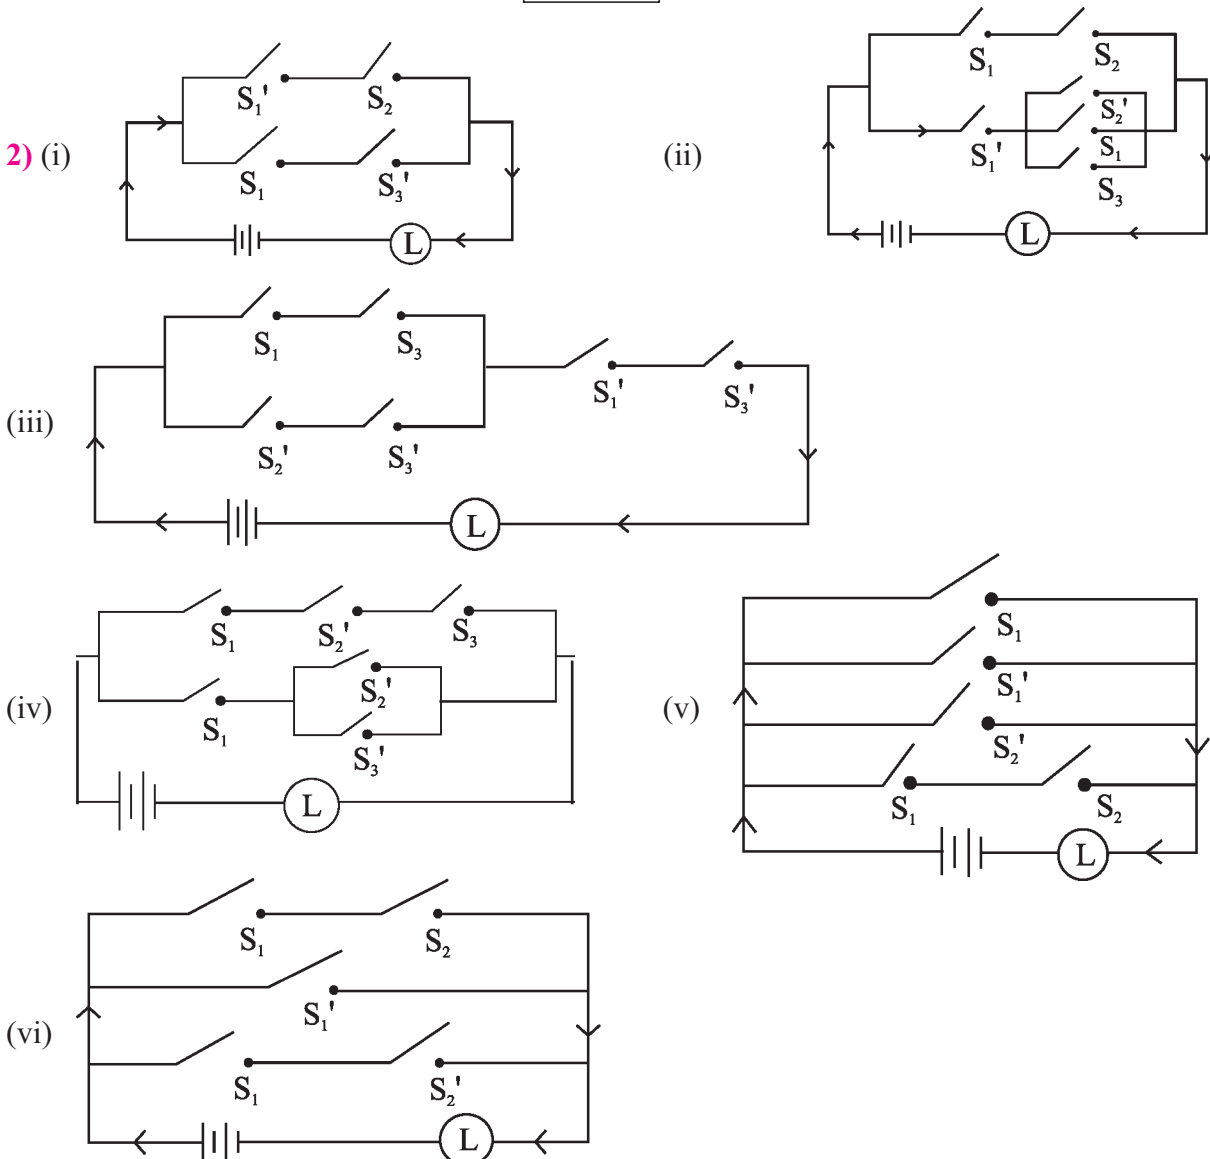 2) (i)
S₁' S₂
S₁ S₃'
L
(ii)
S₁ S₂
S₂'
S₁' S₁
S₃
L
(iii)
S₁ S₃
S₁' S₃'
S₂' S₃'
L
(iv)
S₁ S₂' S₃
S₂'
S₁
S₃'
L
(v)
S₁
S₁'
S₂'
S₁ S₂
L
(vi)
S₁ S₂
S₁'
S₁ S₂'
L